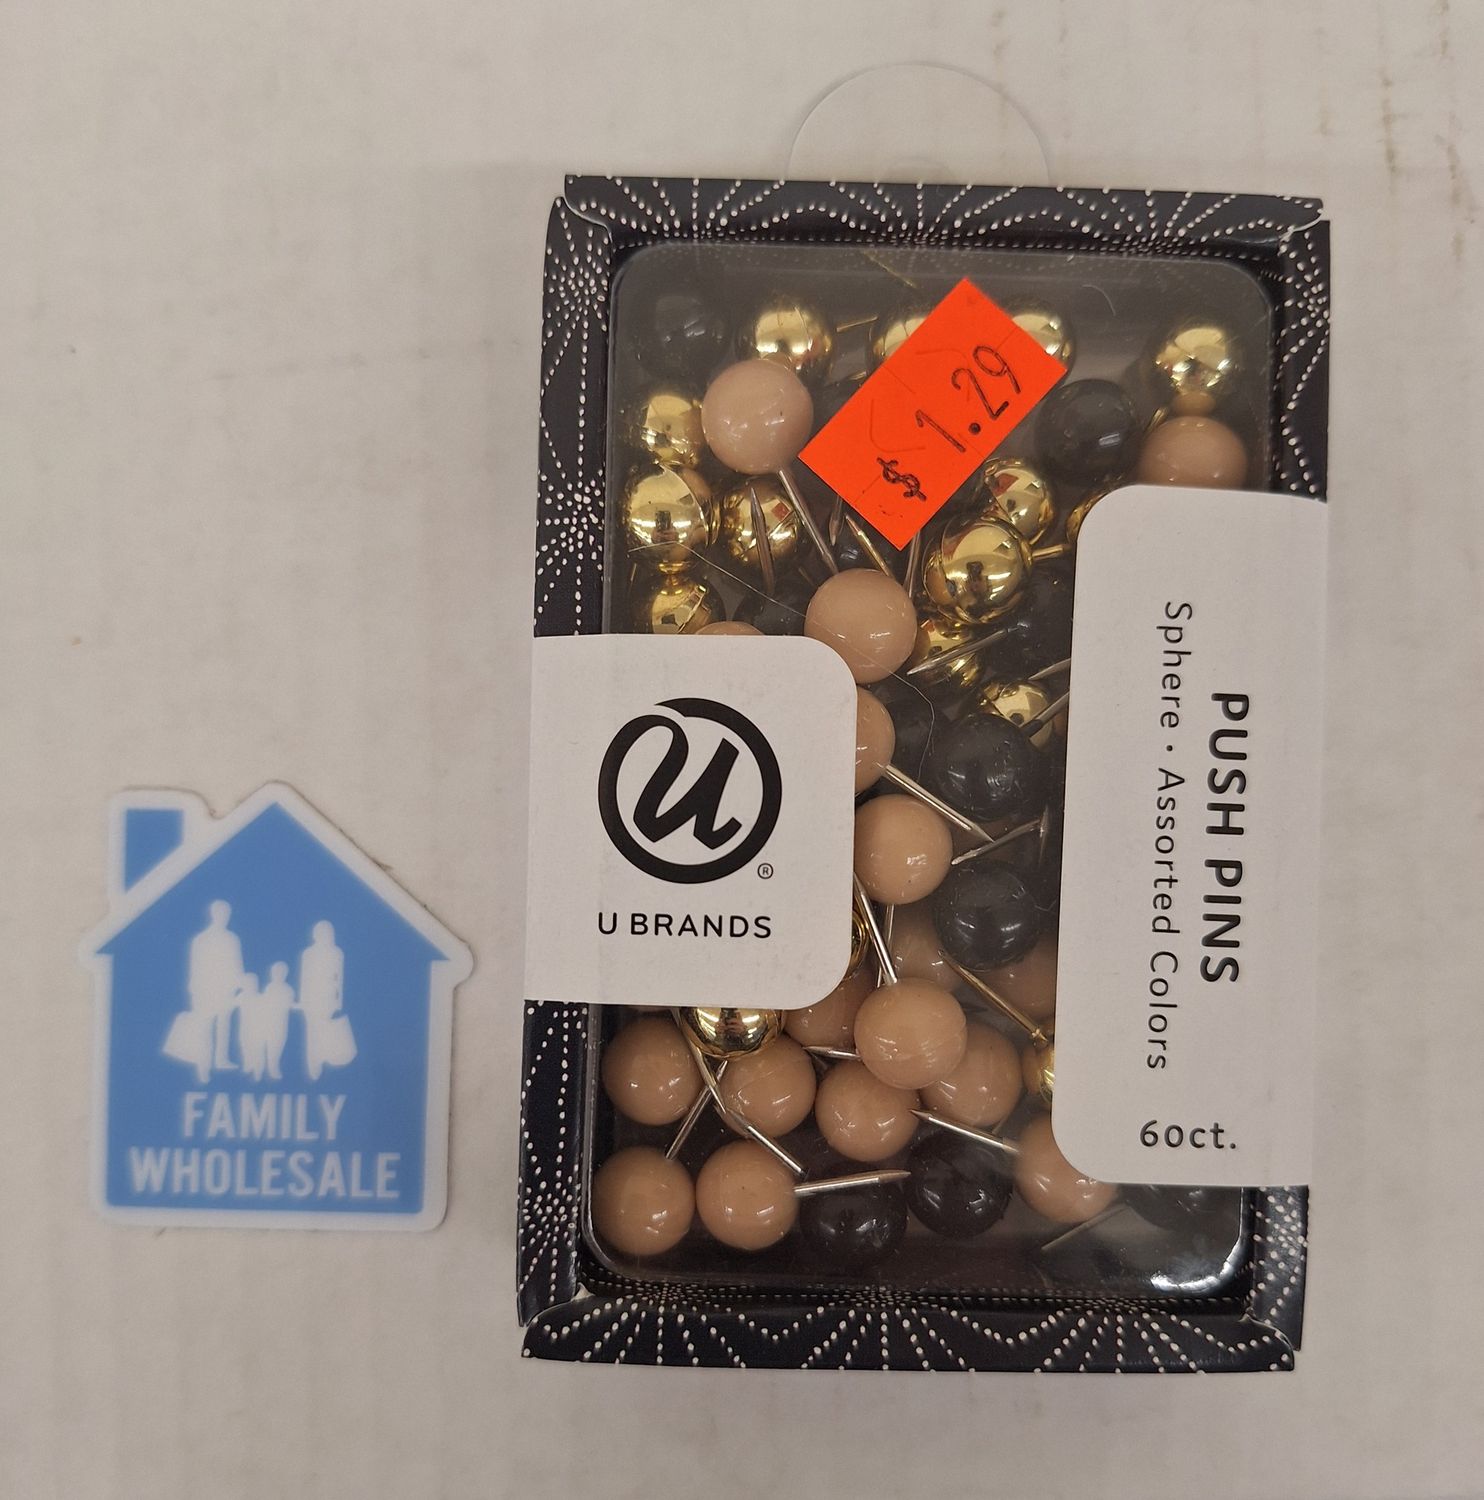 $ 1.29
U
®
U BRANDS
PUSH PINS
Sphere • Assorted Colors
60ct.
FAMILY
WHOLESALE